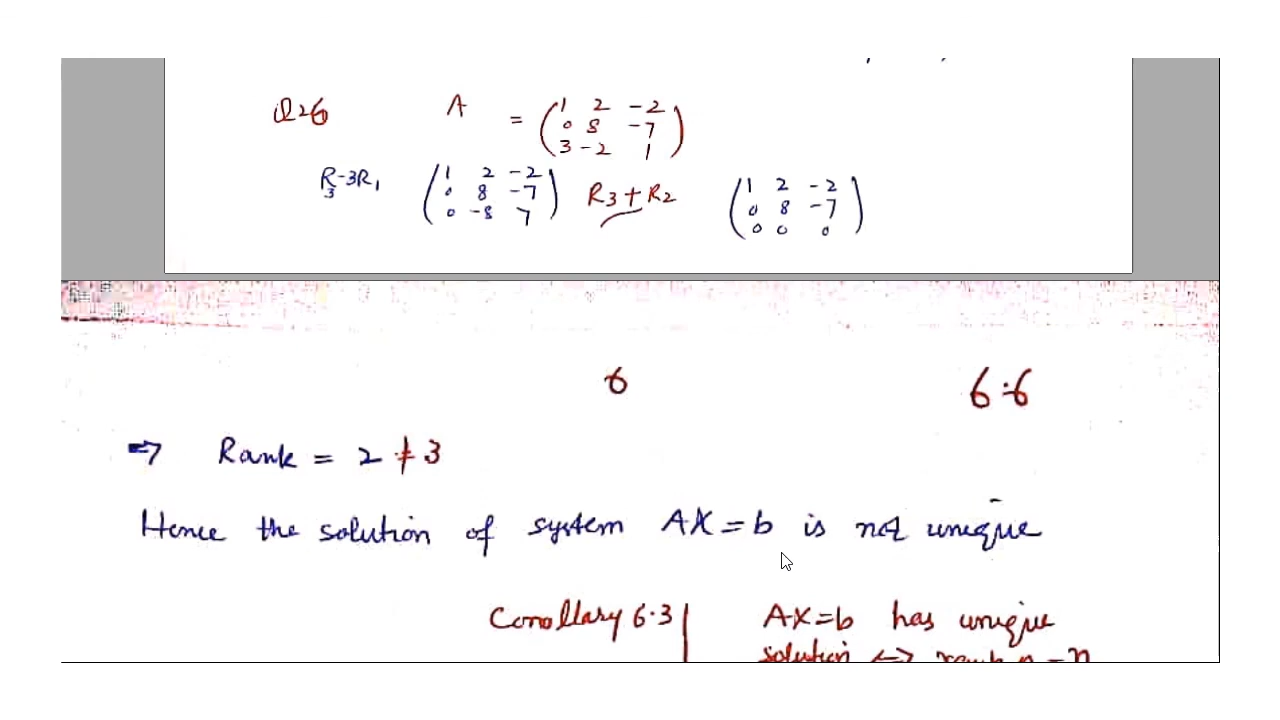 Q26 A = (1 2 -2
0 8 -7
3 -2 1)
R3-3R1 (1 2 -2
0 8 -7
0 -8 7) R3+R2 (1 2 -2
0 8 -7
0 0 0)
6 6.6
⇒ Rank = 2 ≠ 3
Hence the solution of system AX=b is not unique
Corollary 6.3 | AX=b has unique
solution ↔